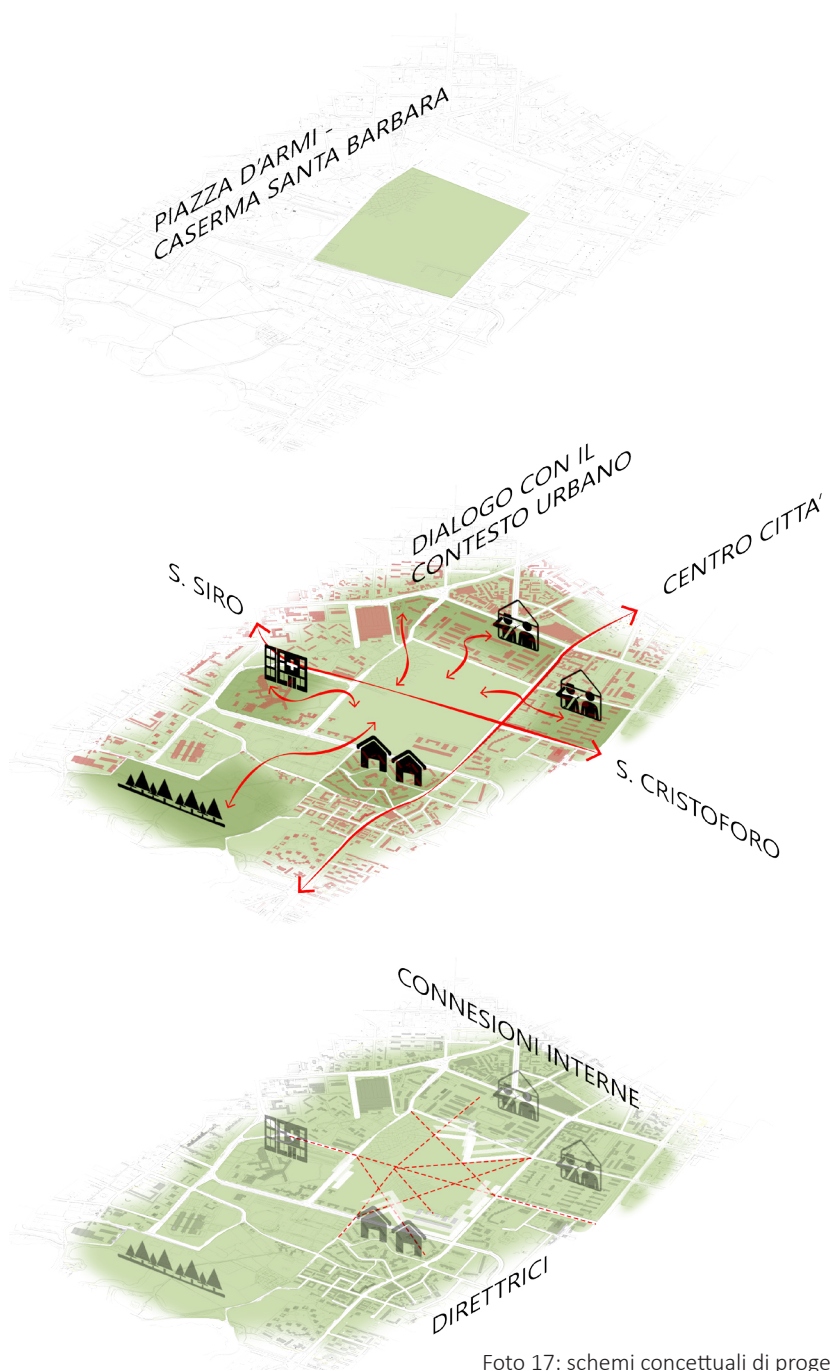 PIAZZA D'ARMI -
CASERMA SANTA BARBARA
DIALOGO CON IL
CONTESTO URBANO
CENTRO CITTA'
S. SIRO
S. CRISTOFORO
CONNESIONI INTERNE
DIRETTRICI
Foto 17: schemi concettuali di proge